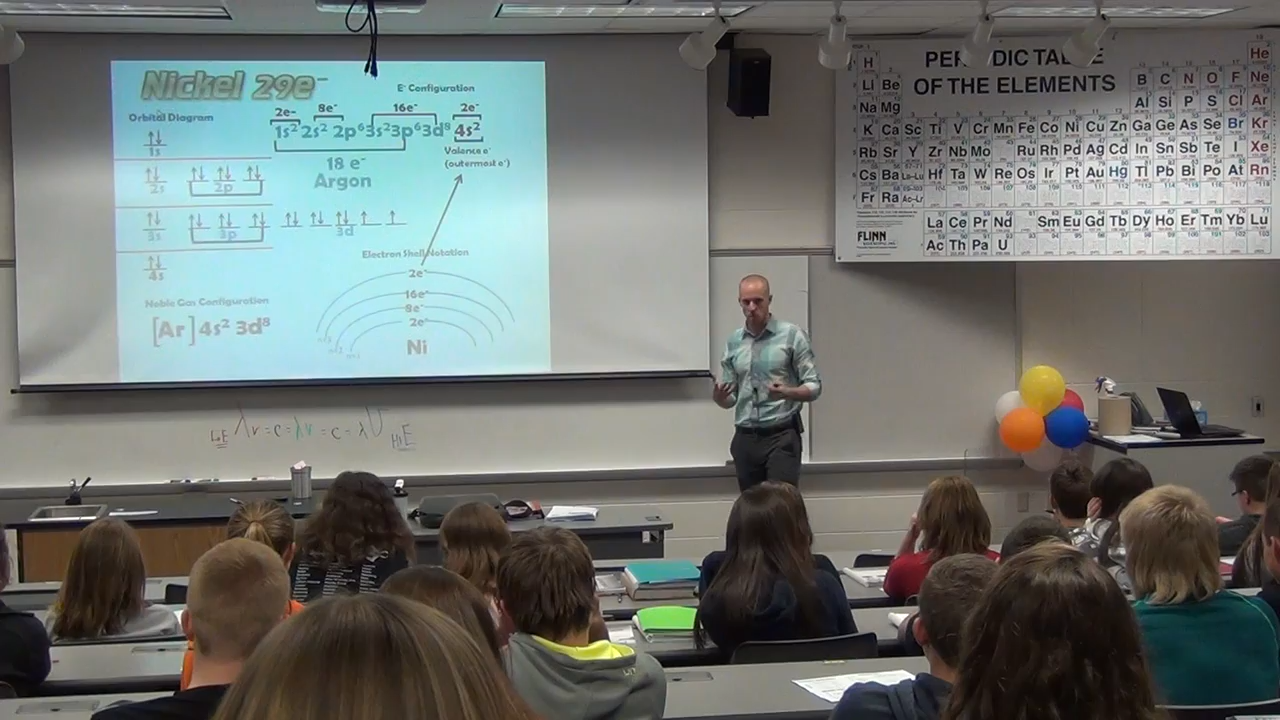 Nickel 29e⁻
E⁻ Configuration
Orbital Diagram
2e⁻ 8e⁻ 16e⁻ 2e⁻
1s² 2s² 2p⁶ 3s² 3p⁶ 3d⁸ 4s²
Valence e⁻
(outermost e⁻)
18 e⁻
Argon
1s
2s 2p
3s 3p 3d
4s
Electron Shell Notation
2e⁻
16e⁻
8e⁻
2e⁻
Ni
Noble Gas Configuration
[Ar] 4s² 3d⁸
LE λν=c=λν=c=λν HE
PERIODIC TABLE
OF THE ELEMENTS
H He
Li Be B C N O F Ne
Na Mg Al Si P S Cl Ar
K Ca Sc Ti V Cr Mn Fe Co Ni Cu Zn Ga Ge As Se Br Kr
Rb Sr Y Zr Nb Mo Ru Rh Pd Ag Cd In Sn Sb Te I Xe
Cs Ba La-Lu Hf Ta W Re Os Ir Pt Au Hg Tl Pb Bi Po At Rn
Fr Ra Ac-Lr
La Ce Pr Nd Sm Eu Gd Tb Dy Ho Er Tm Yb Lu
Ac Th Pa U
FLINN